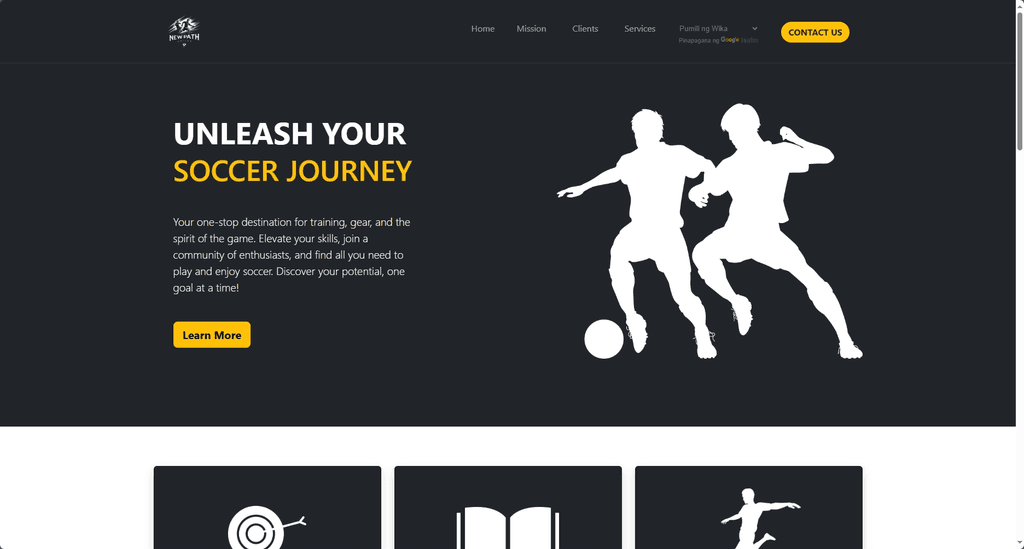 NEW PATH
Home
Mission
Clients
Services
Pumili ng Wika
Pinapagana ng Google
CONTACT US
UNLEASH YOUR
SOCCER JOURNEY
Your one-stop destination for training, gear, and the
spirit of the game. Elevate your skills, join a
community of enthusiasts, and find all you need to
play and enjoy soccer. Discover your potential, one
goal at a time!
Learn More